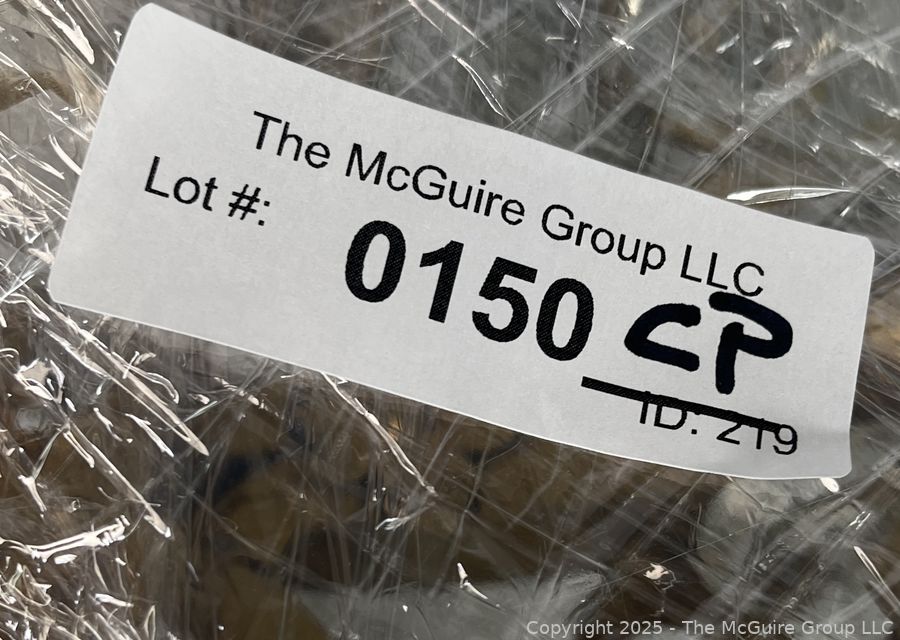 The McGuire Group LLC
Lot #:
0150 CP
ID: 219
Copyright 2025 - The McGuire Group LLC